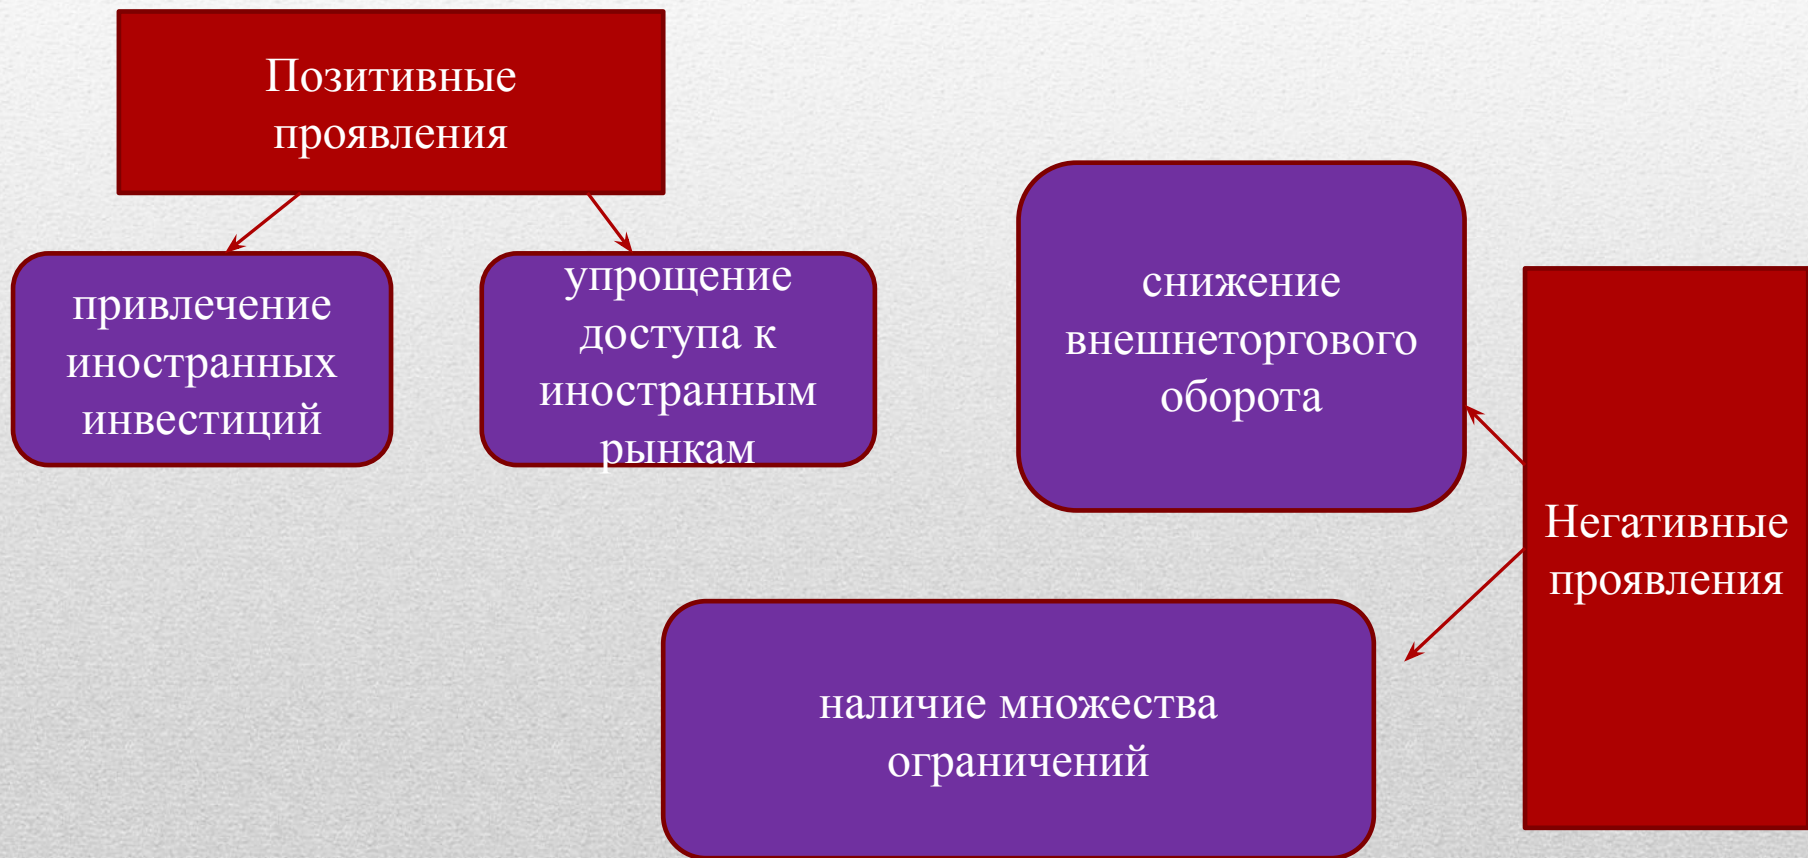 Позитивные
проявления
привлечение
иностранных
инвестиций
упрощение
доступа к
иностранным
рынкам
снижение
внешнеторгового
оборота
Негативные
проявления
наличие множества
ограничений